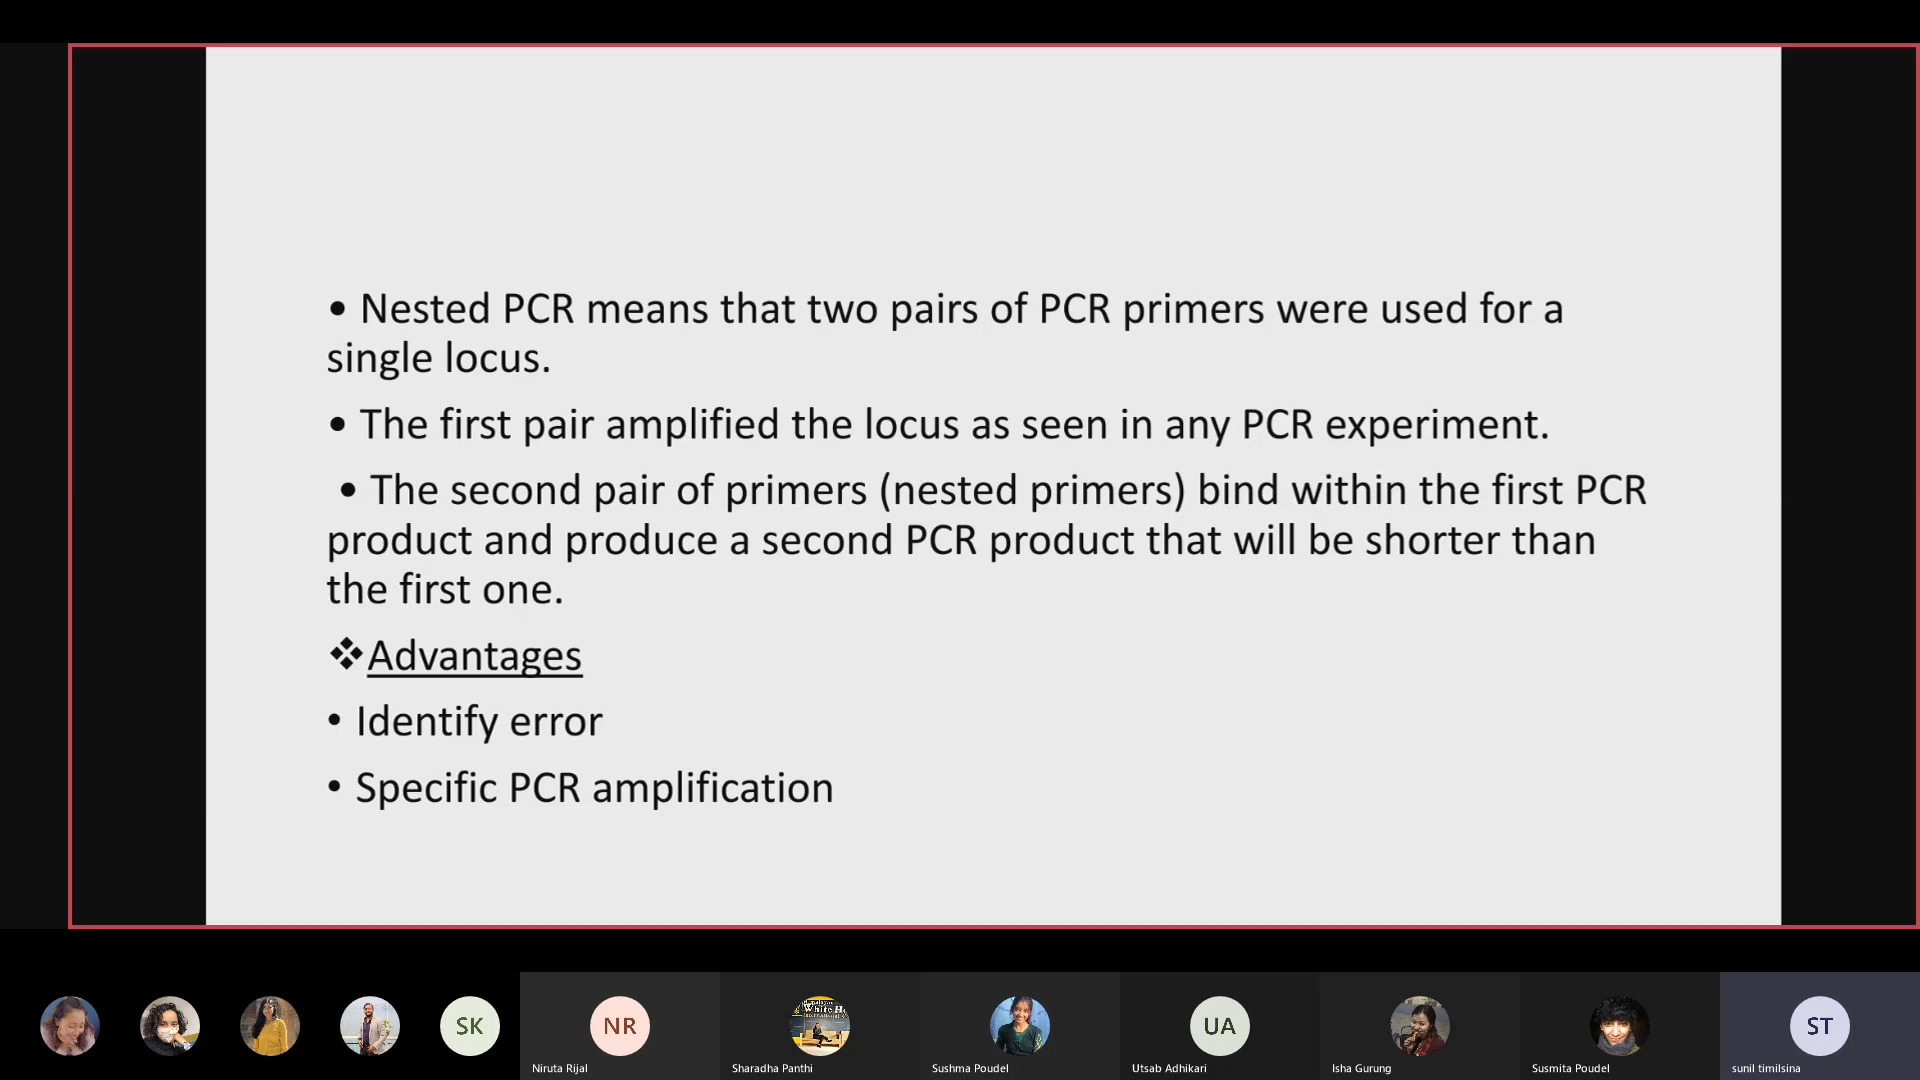 • Nested PCR means that two pairs of PCR primers were used for a
single locus.
• The first pair amplified the locus as seen in any PCR experiment.
• The second pair of primers (nested primers) bind within the first PCR
product and produce a second PCR product that will be shorter than
the first one.
❖Advantages
• Identify error
• Specific PCR amplification
SK
NR
UA
ST
White H
Niruta Rijal
Sharadha Panthi
Sushma Poudel
Utsab Adhikari
Isha Gurung
Susmita Poudel
sunil timilsina